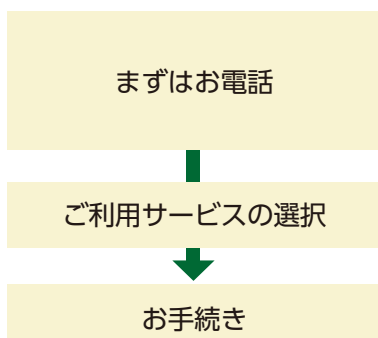 まずはお電話
ご利用サービスの選択
お手続き